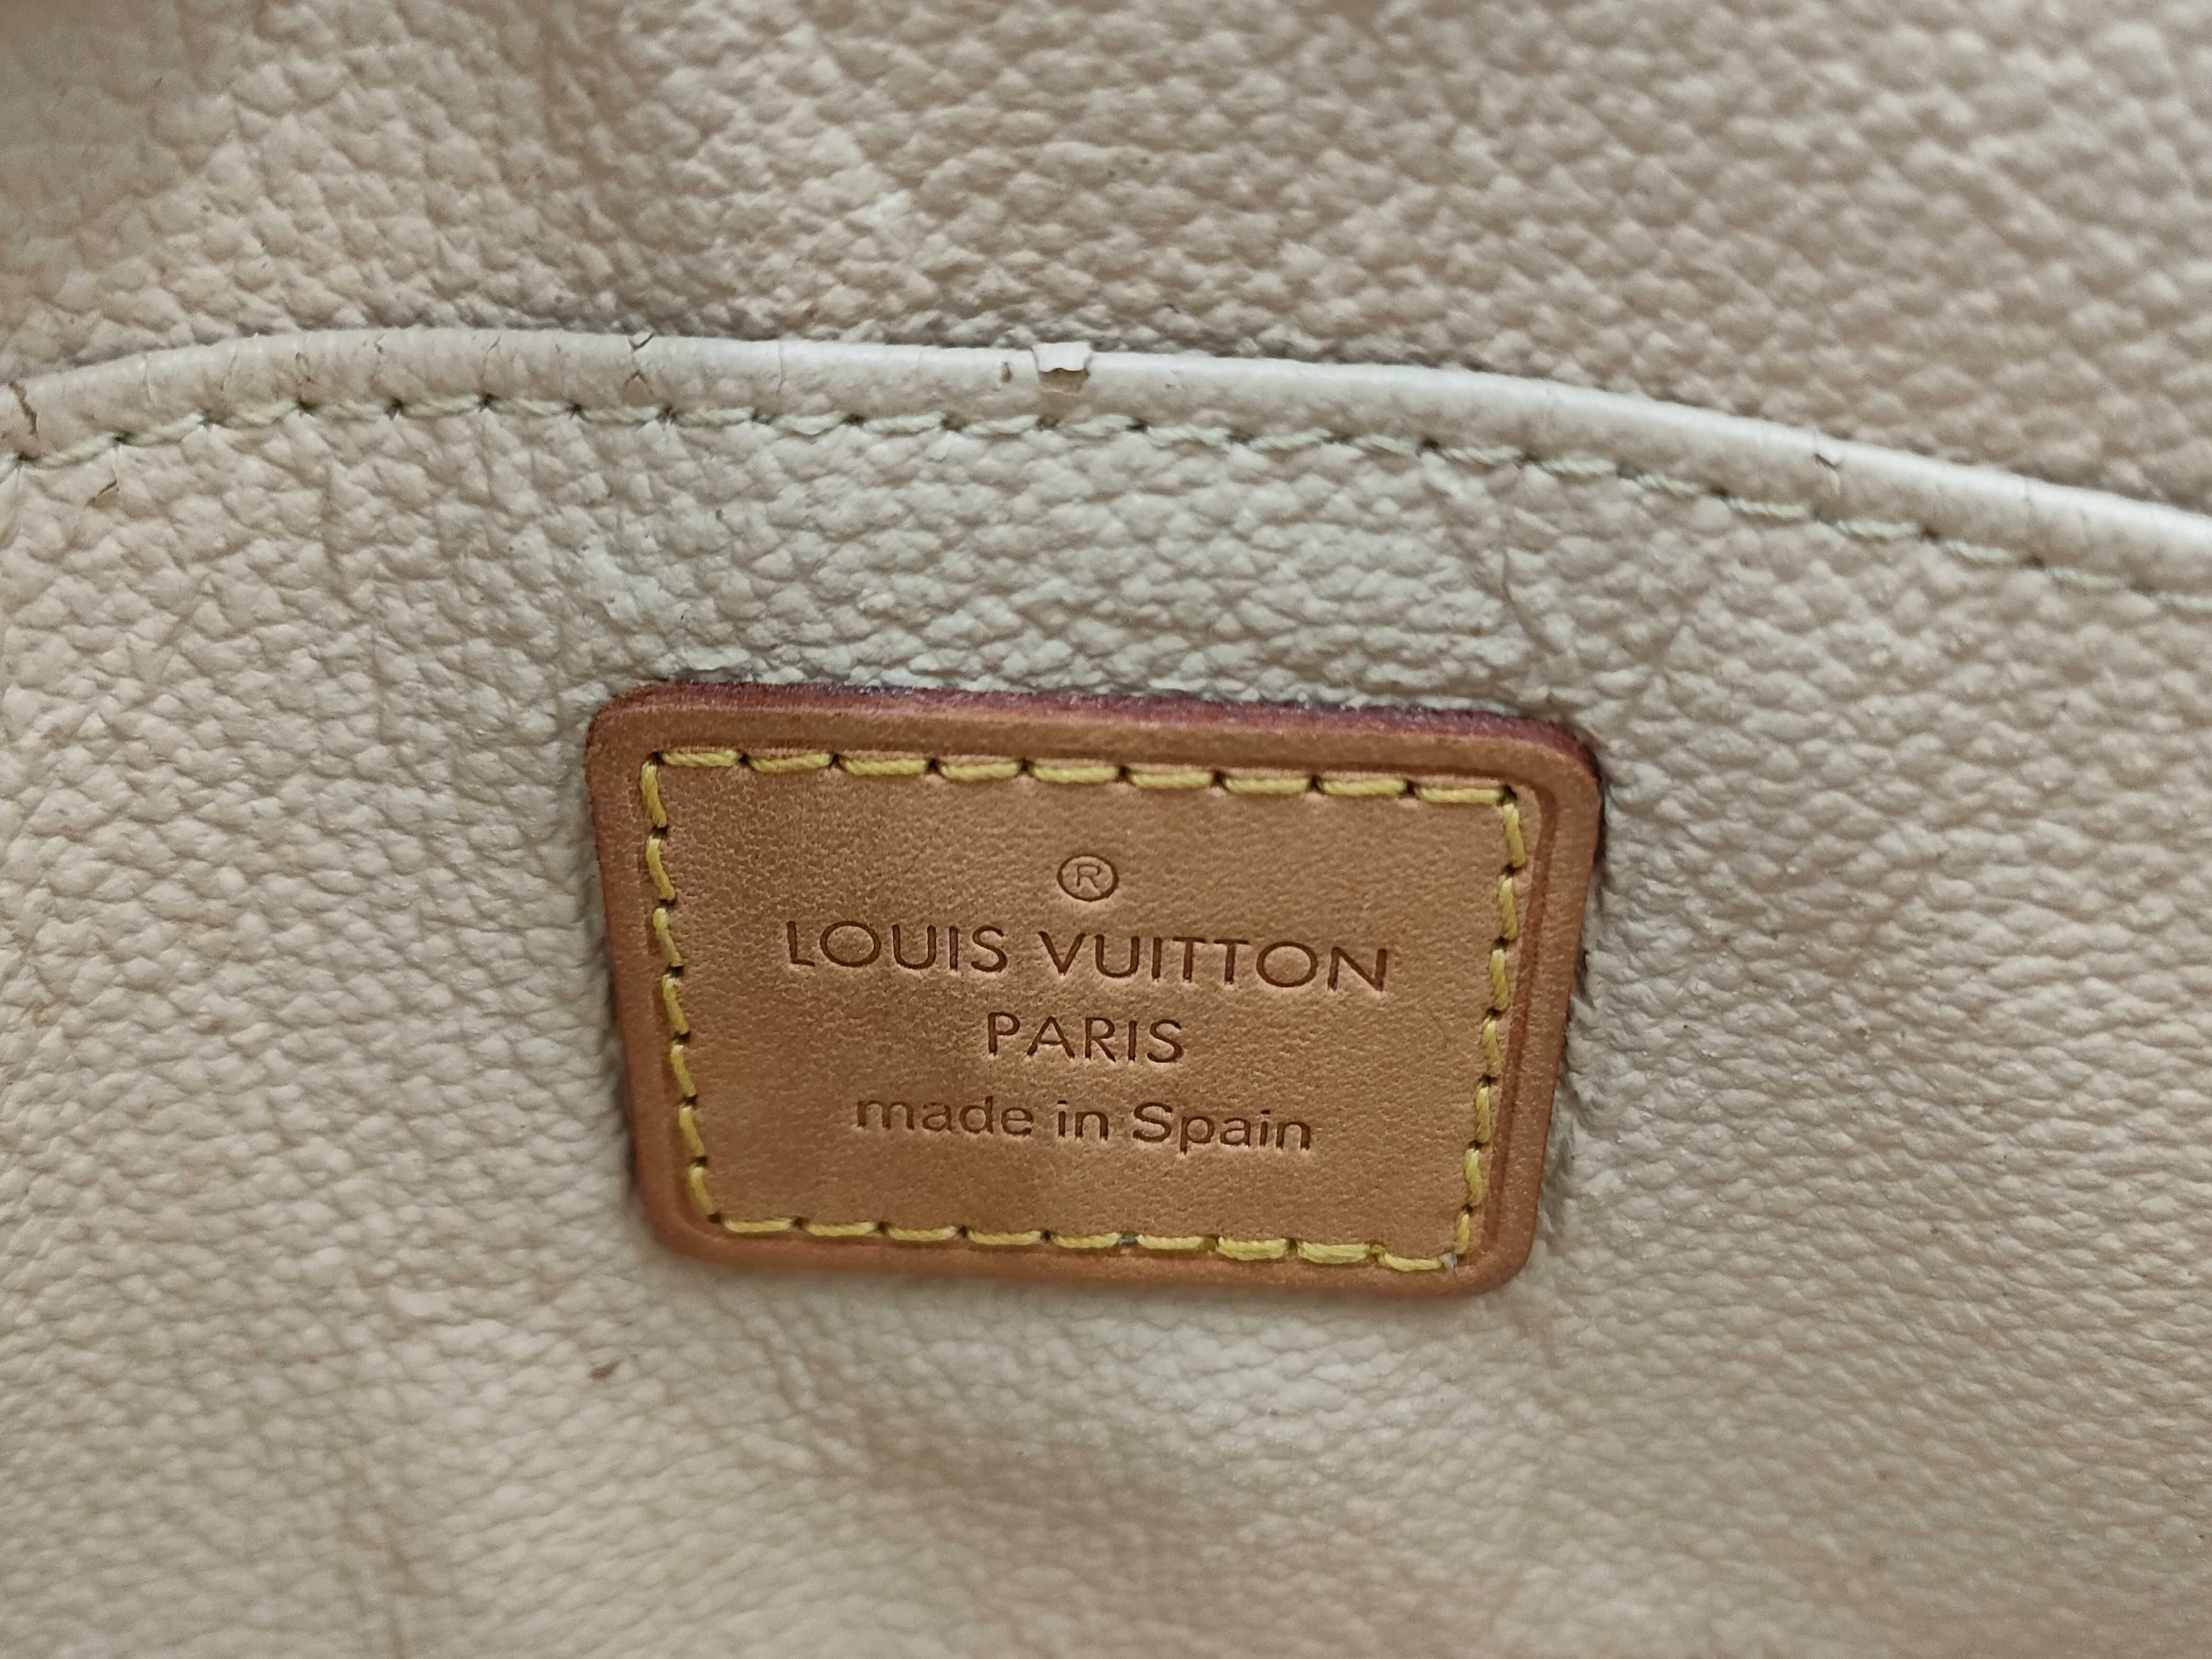 ®
LOUIS VUITTON
PARIS
made in Spain